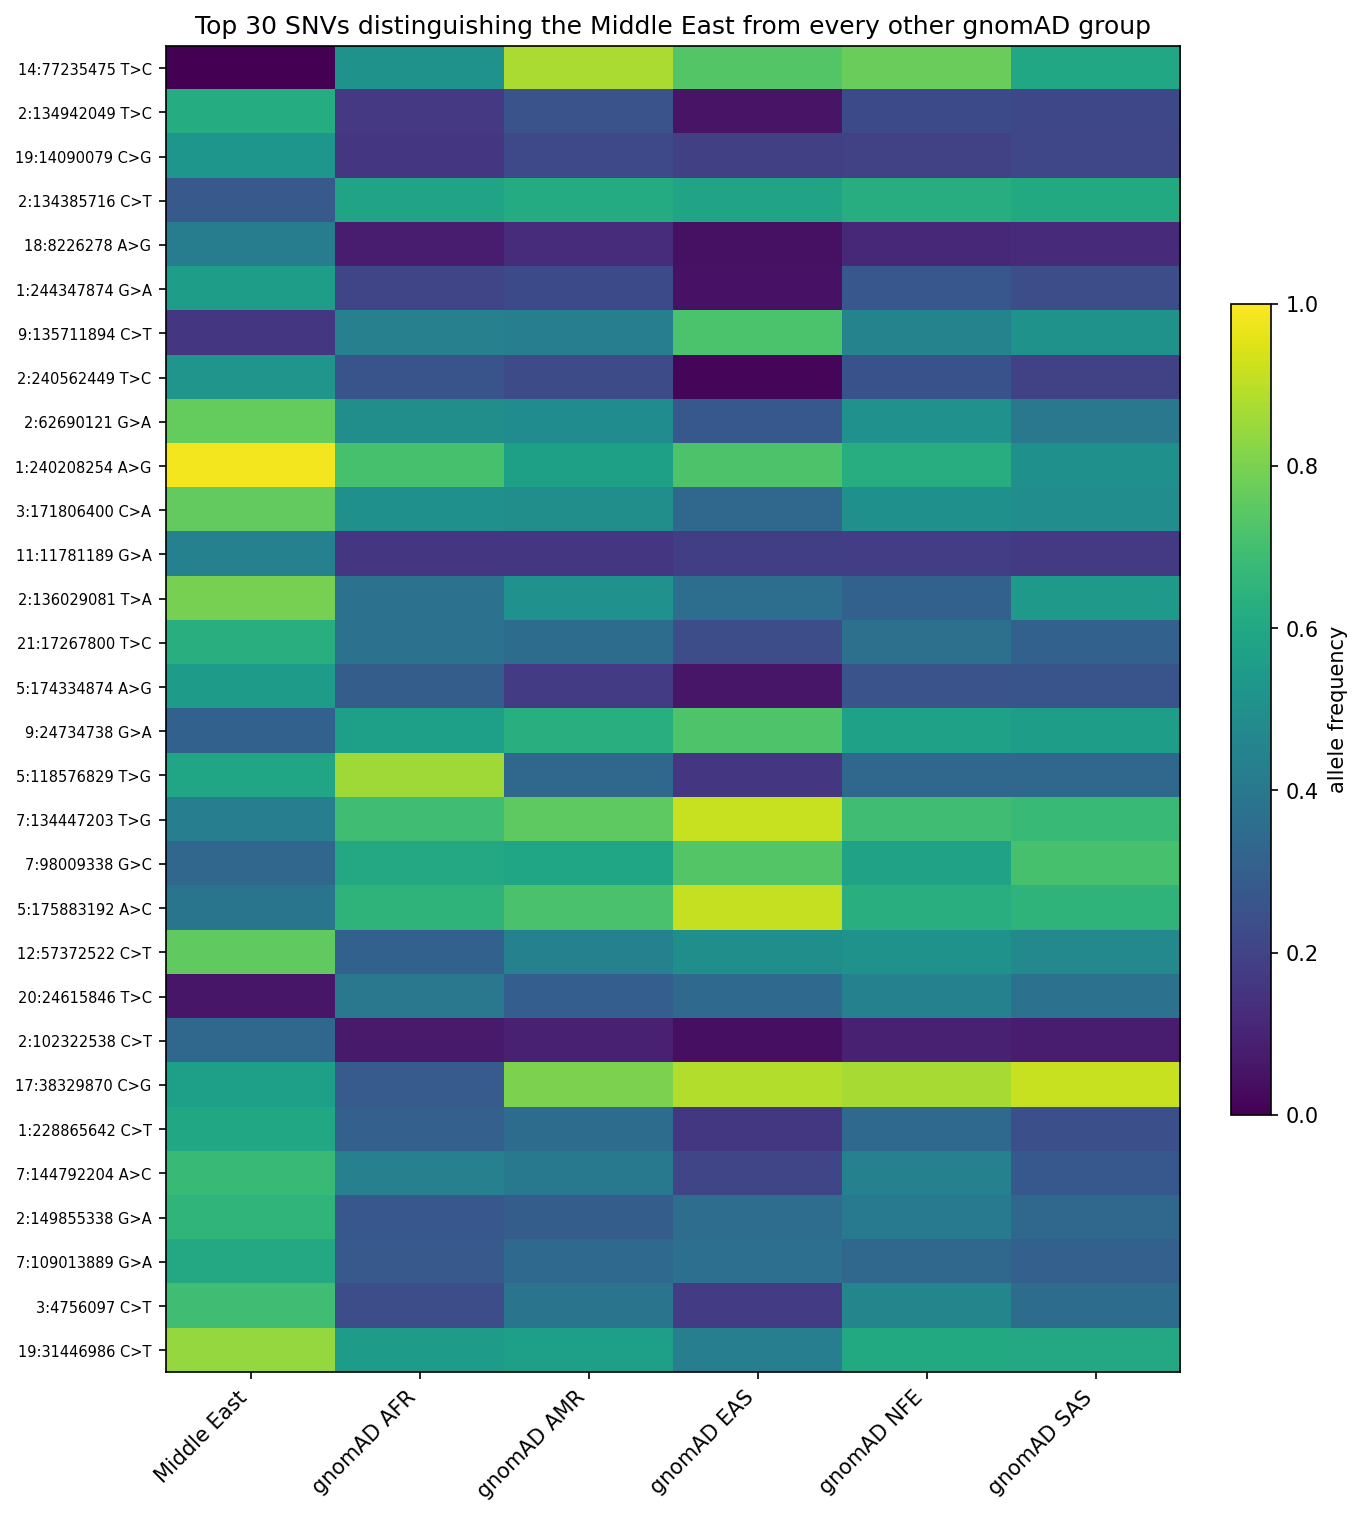 Top 30 SNVs distinguishing the Middle East from every other gnomAD group
14:77235475 T>C
2:134942049 T>C
19:14090079 C>G
2:134385716 C>T
18:8226278 A>G
1:244347874 G>A
9:135711894 C>T
2:240562449 T>C
2:62690121 G>A
1:240208254 A>G
3:171806400 C>A
11:11781189 G>A
2:136029081 T>A
21:17267800 T>C
5:174334874 A>G
9:24734738 G>A
5:118576829 T>G
7:134447203 T>G
7:98009338 G>C
5:175883192 A>C
12:57372522 C>T
20:24615846 T>C
2:102322538 C>T
17:38329870 C>G
1:228865642 C>T
7:144792204 A>C
2:149855338 G>A
7:109013889 G>A
3:4756097 C>T
19:31446986 C>T
Middle East
gnomAD AFR
gnomAD AMR
gnomAD EAS
gnomAD NFE
gnomAD SAS
1.0
0.8
0.6
0.4
0.2
0.0
allele frequency